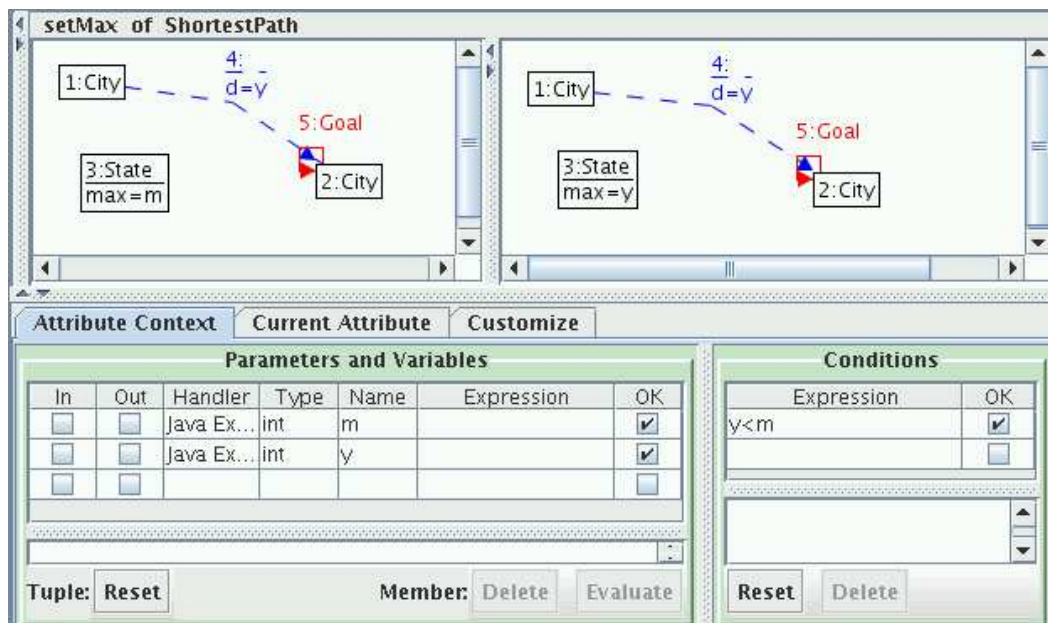 setMax of ShortestPath
1:City
4:
d=y
5:Goal
3:State
max=m
2:City
1:City
4:
d=y
5:Goal
3:State
max=y
2:City
Attribute Context Current Attribute Customize
Parameters and Variables
In Out Handler Type Name Expression OK
Java Ex... int m
Java Ex... int y
Tuple: Reset Member: Delete Evaluate
Conditions
Expression OK
y<m
Reset Delete